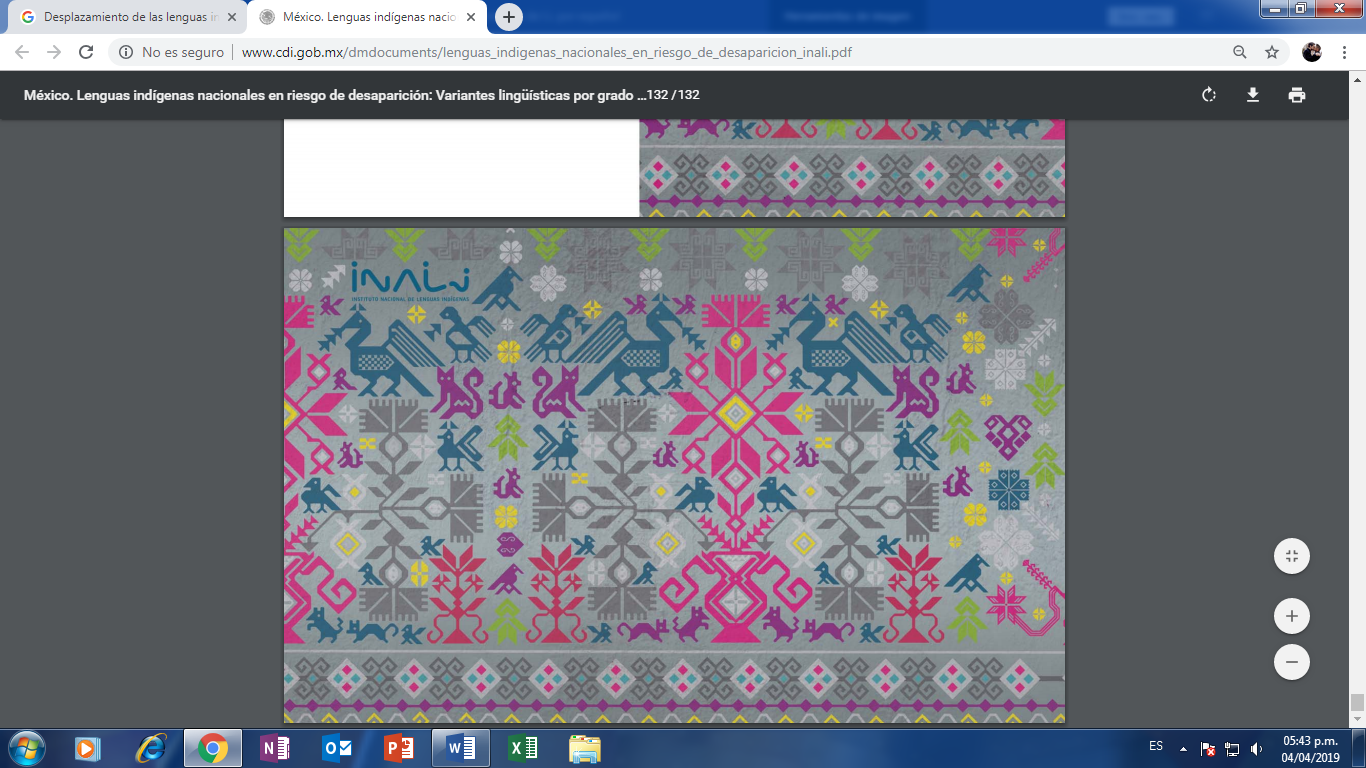 Desplazamiento de las lenguas in
México. Lenguas indígenas nacio
No es seguro
www.cdi.gob.mx/dmdocuments/lenguas_indigenas_nacionales_en_riesgo_de_desaparicion_inali.pdf
México. Lenguas indígenas nacionales en riesgo de desaparición: Variantes lingüísticas por grado ...
132 / 132
iNALi
INSTITUTO NACIONAL DE LENGUAS INDÍGENAS
ES
05:43 p.m.
04/04/2019